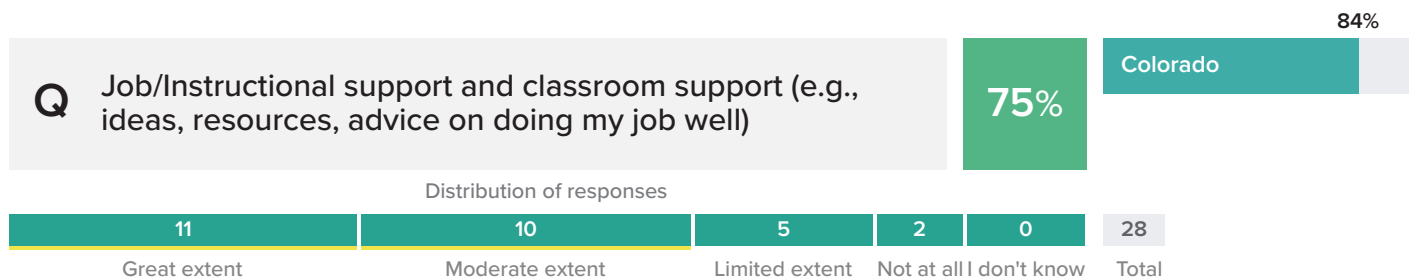 84%
Q Job/Instructional support and classroom support (e.g.,
ideas, resources, advice on doing my job well)
75%
Colorado
Distribution of responses
11 10 5 2 0 28
Great extent Moderate extent Limited extent Not at all I don't know Total